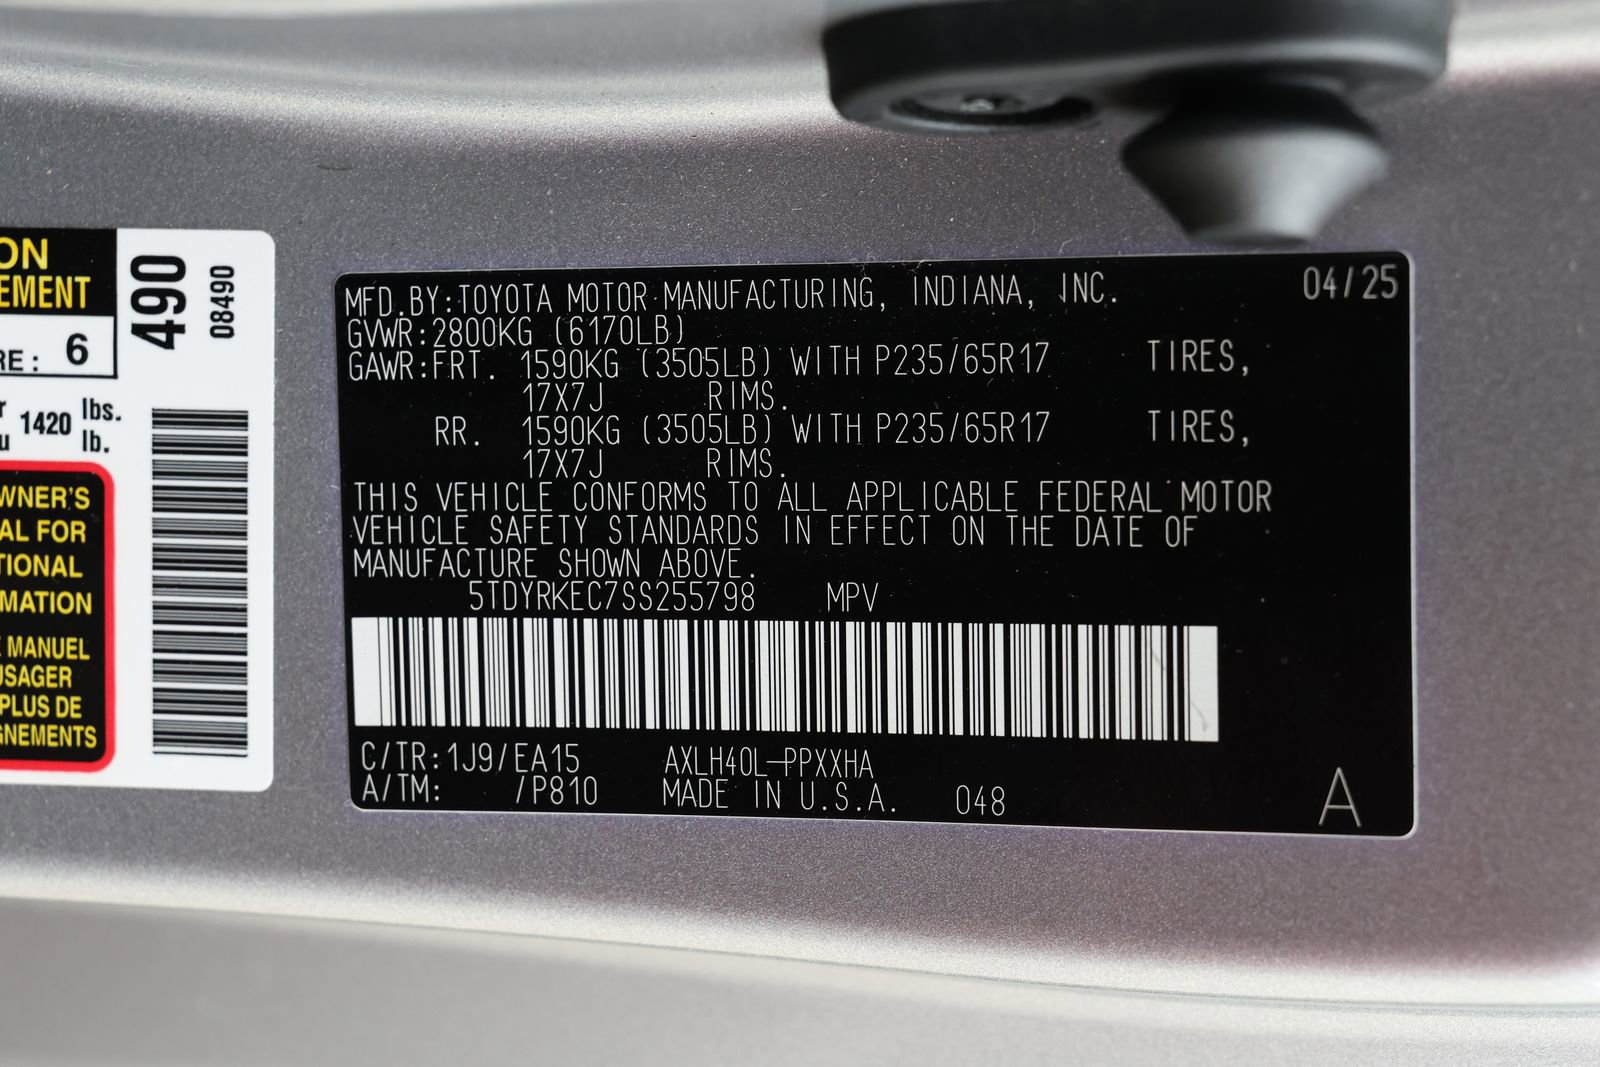 ON
EMENT
RE: 6
490
08490
1420 lbs.
lb.
WNER'S
AL FOR
TIONAL
MATION
E MANUEL
USAGER
PLUS DE
GNEMENTS
MFD.BY:TOYOTA MOTOR MANUFACTURING, INDIANA, INC. 04/25
GVWR:2800KG (6170LB)
GAWR:FRT. 1590KG (3505LB) WITH P235/65R17 TIRES,
17X7J RIMS.
RR. 1590KG (3505LB) WITH P235/65R17 TIRES,
17X7J RIMS.
THIS VEHICLE CONFORMS TO ALL APPLICABLE FEDERAL MOTOR
VEHICLE SAFETY STANDARDS IN EFFECT ON THE DATE OF
MANUFACTURE SHOWN ABOVE.
5TDYRKEC7SS255798 MPV
C/TR:1J9/EA15 AXLH40L-PPXXHA
A/TM: /P810 MADE IN U.S.A. 048 A